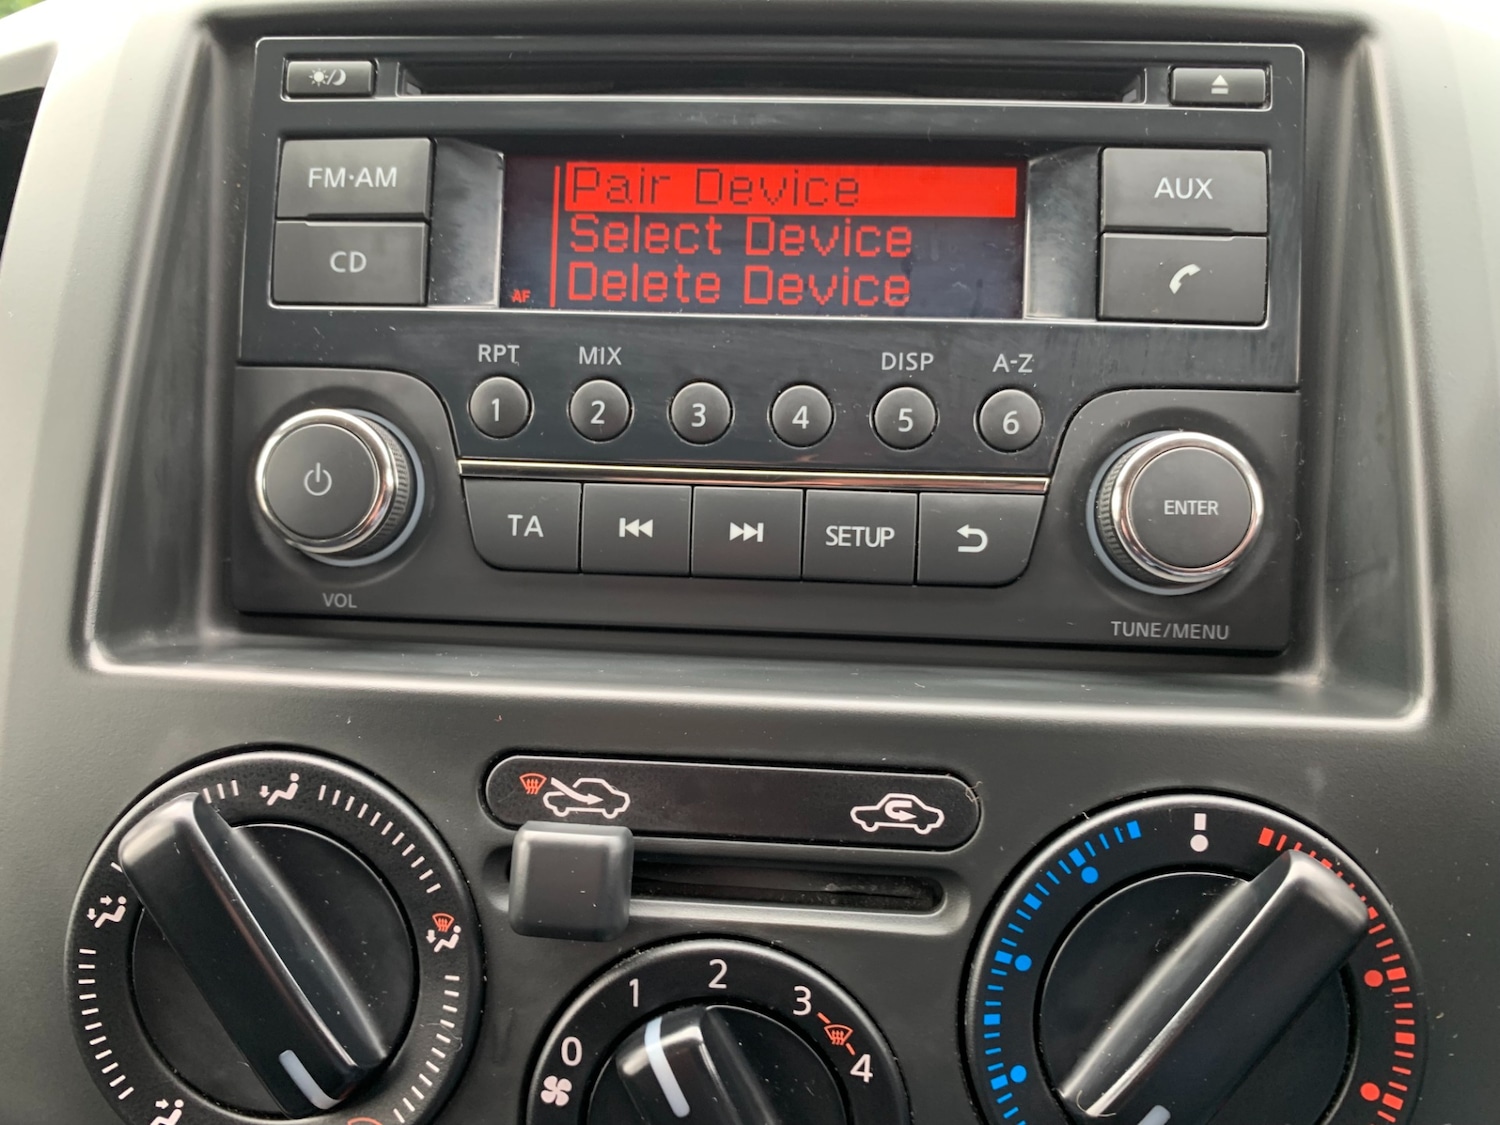 FM·AM
CD
Pair Device
Select Device
Delete Device
AF
AUX
RPT
MIX
DISP
A-Z
1
2
3
4
5
6
VOL
TA
SETUP
ENTER
TUNE/MENU
0
1
2
3
4